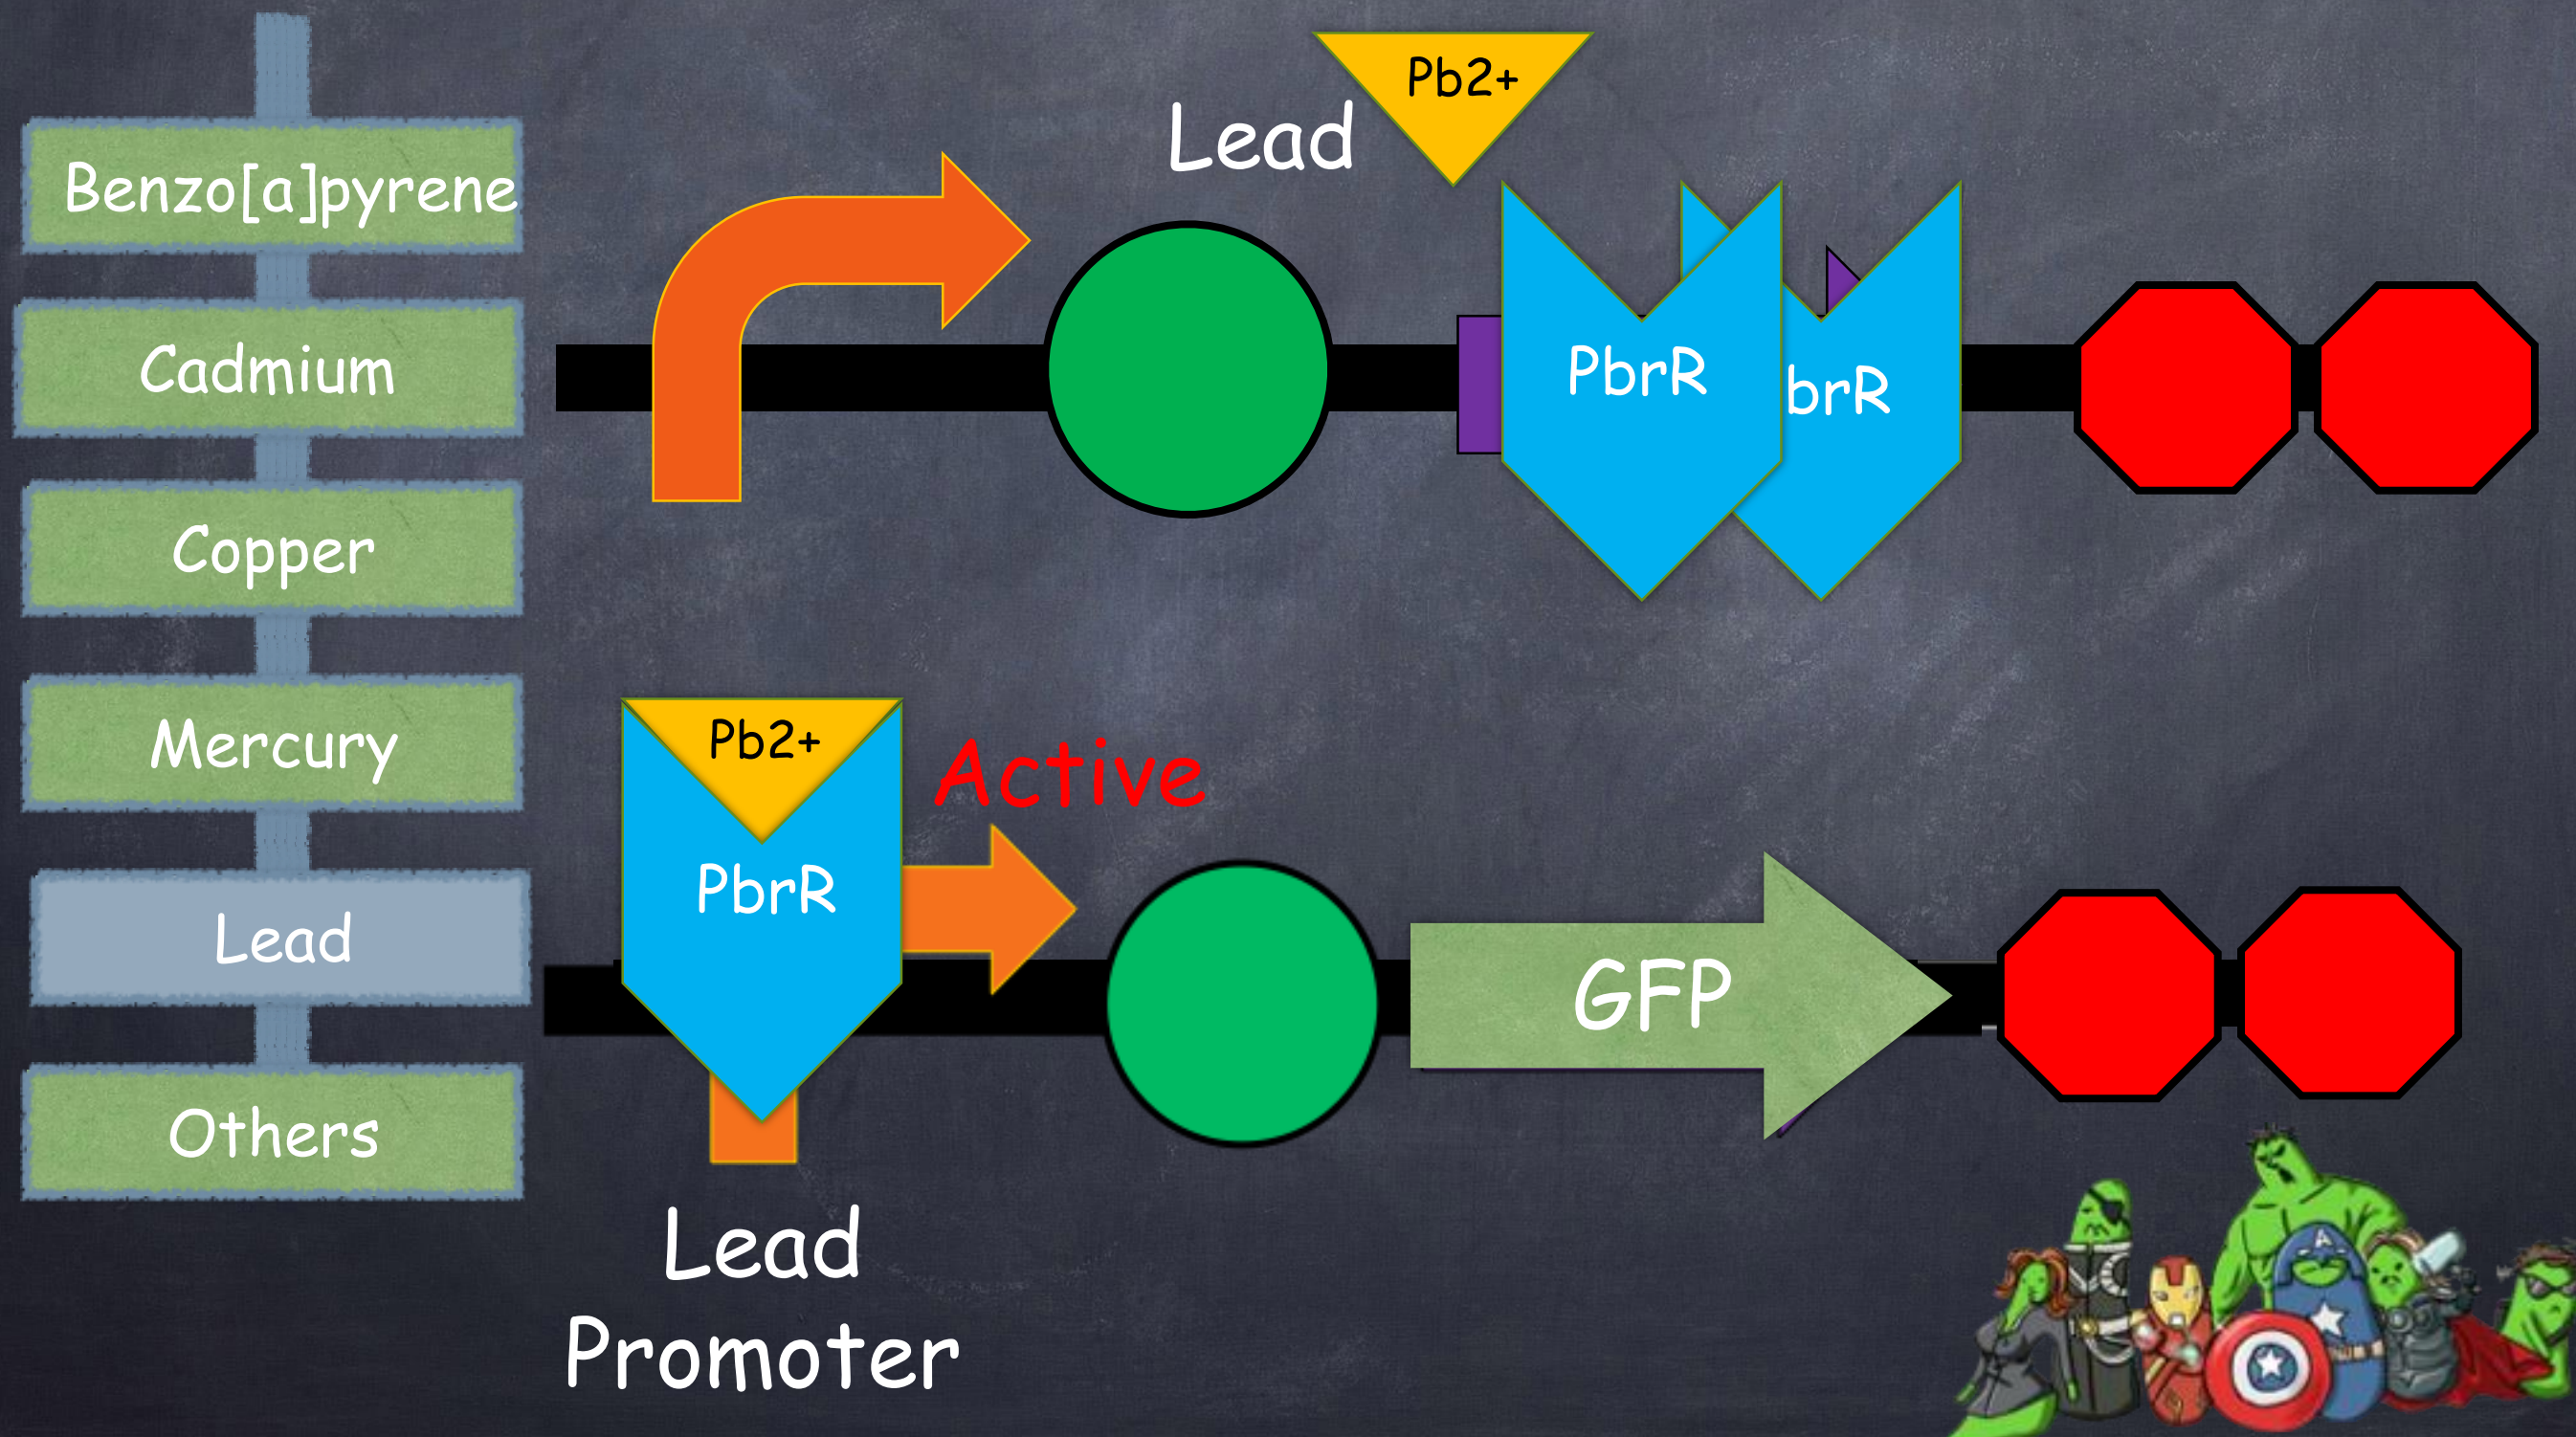 Benzo[a]pyrene
Cadmium
Copper
Mercury
Lead
Others
Lead
Pb2+
PbrR
brR
Pb2+
PbrR
Active
GFP
Lead
Promoter
A